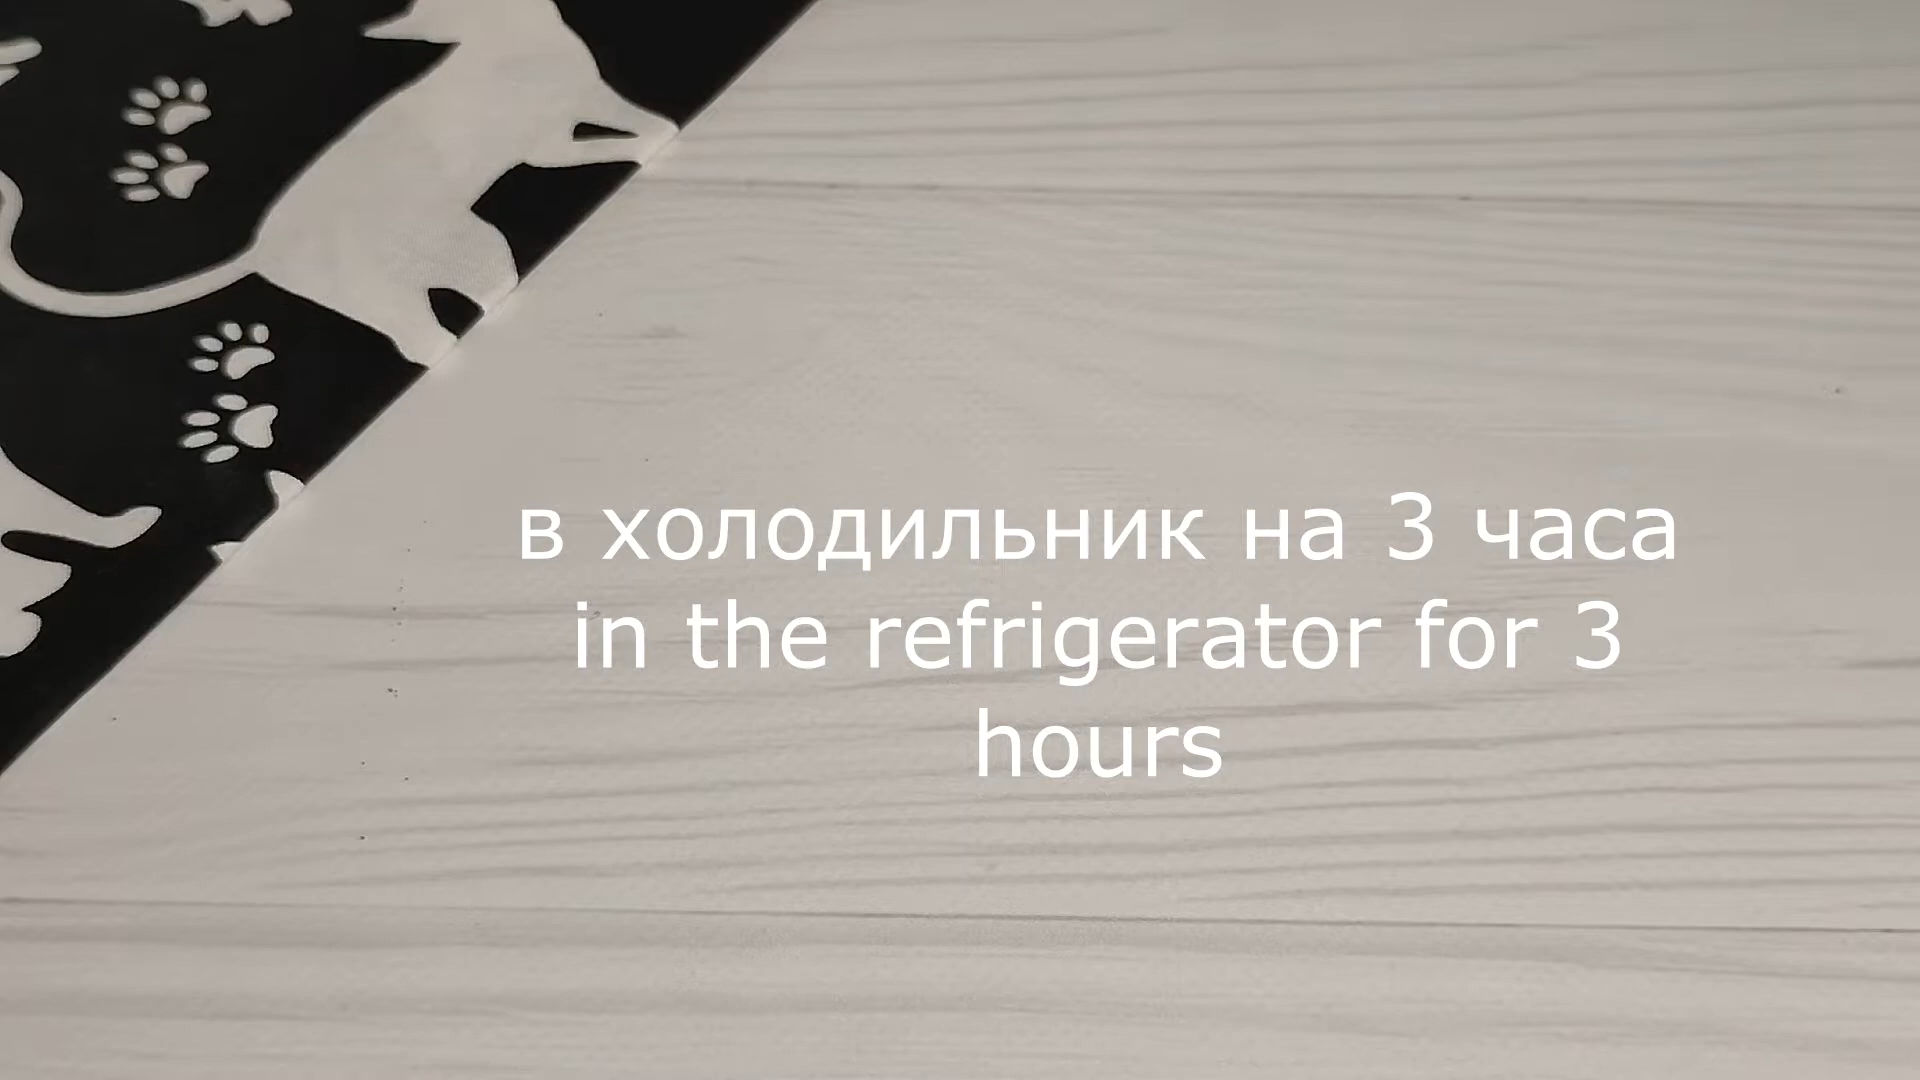 в холодильник на 3 часа
in the refrigerator for 3
hours